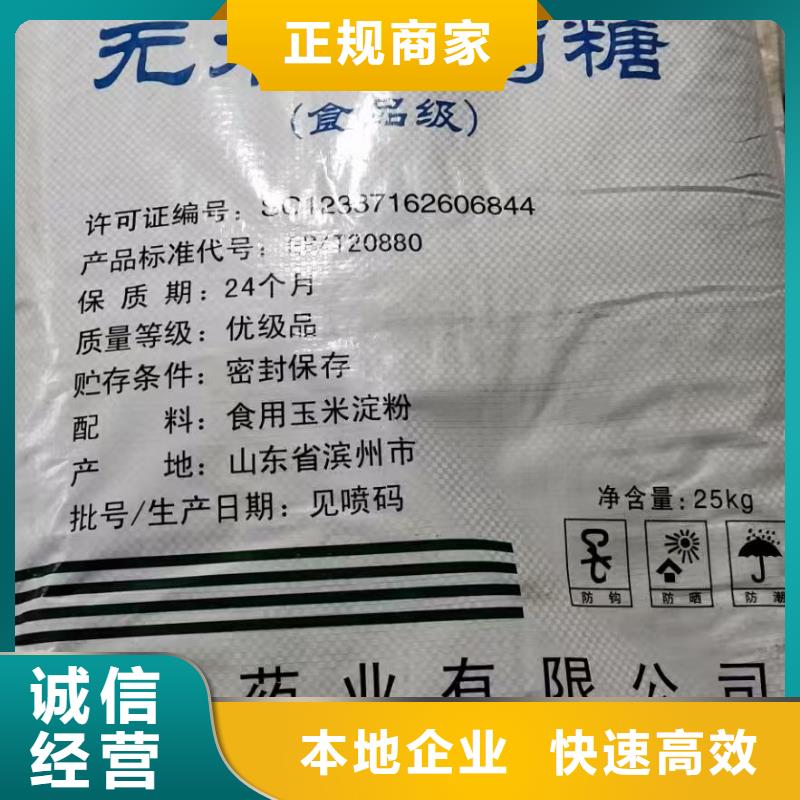 正规商家
无 糖
(食品级)
许可证编号: SC12337162606844
产品标准代号: T20880
保 质 期: 24个月
质量等级: 优级品
贮存条件: 密封保存
配 料: 食用玉米淀粉
产 地: 山东省滨州市
批号/生产日期: 见喷码
净含量: 25kg
防 钩 防 晒 防 潮
药 业 有 限 公 司
诚信
经营
本地企业 快速高效